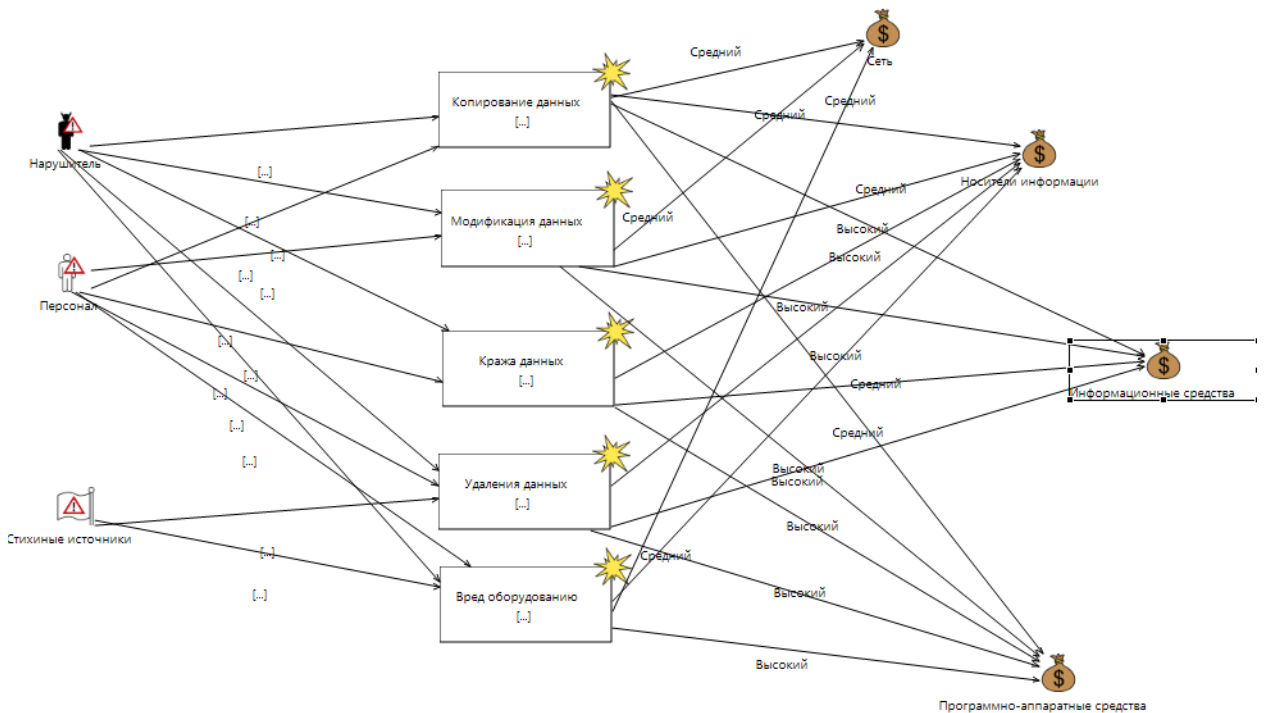 Средний
Сеть
Копирование данных
[...]
Средний
Средний
Нарушитель
[...]
Носители информации
Средний
[...]
Модификация данных
[...]
Средний
Высокий
[...]
Высокий
[...]
[...]
Персонал
Высокий
[...]
Кража данных
[...]
Высокий
[...]
Средний
[...]
Информационные средства
[...]
Средний
[...]
Высокий
Удаления данных
[...]
Высокий
Высокий
Стихиные источники
[...]
Средний
[...]
Вред оборудованию
[...]
Высокий
Высокий
Программно-аппаратные средства